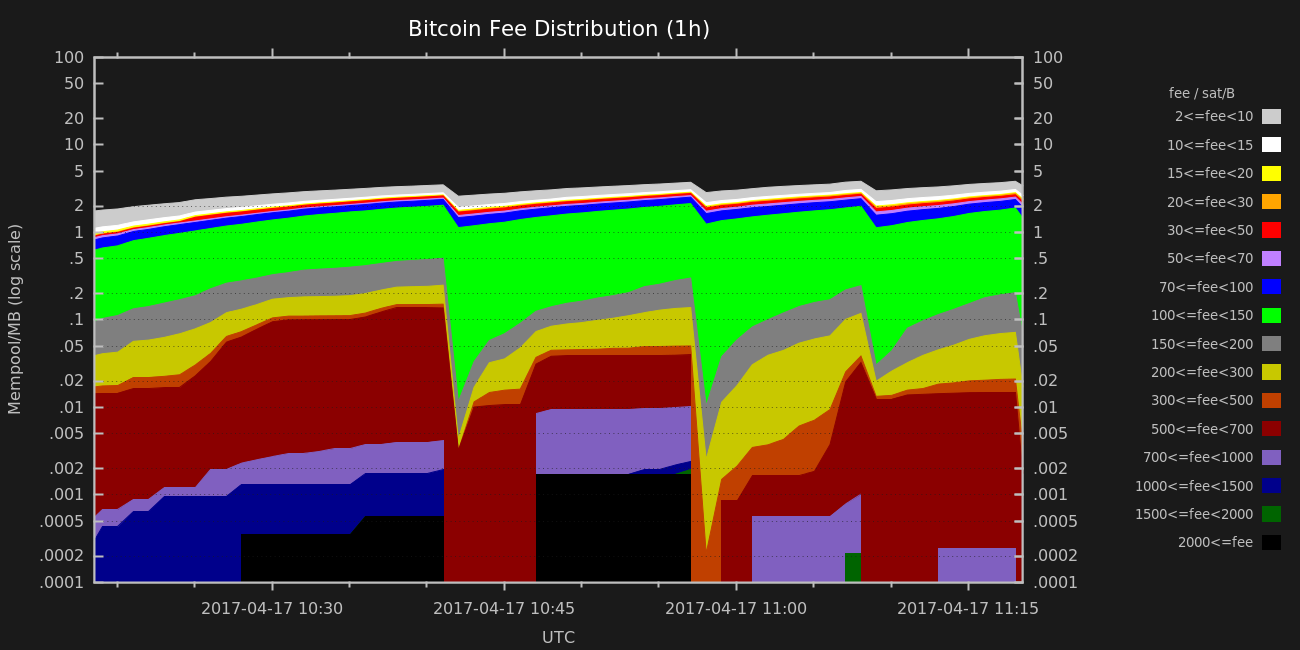 Bitcoin Fee Distribution (1h)
Mempool/MB (log scale)
100
50
20
10
5
2
1
.5
.2
.1
.05
.02
.01
.005
.002
.001
.0005
.0002
.0001
100
50
20
10
5
2
1
.5
.2
.1
.05
.02
.01
.005
.002
.001
.0005
.0002
.0001
fee / sat/B
2<=fee<10
10<=fee<15
15<=fee<20
20<=fee<30
30<=fee<50
50<=fee<70
70<=fee<100
100<=fee<150
150<=fee<200
200<=fee<300
300<=fee<500
500<=fee<700
700<=fee<1000
1000<=fee<1500
1500<=fee<2000
2000<=fee
2017-04-17 10:30
2017-04-17 10:45
2017-04-17 11:00
2017-04-17 11:15
UTC